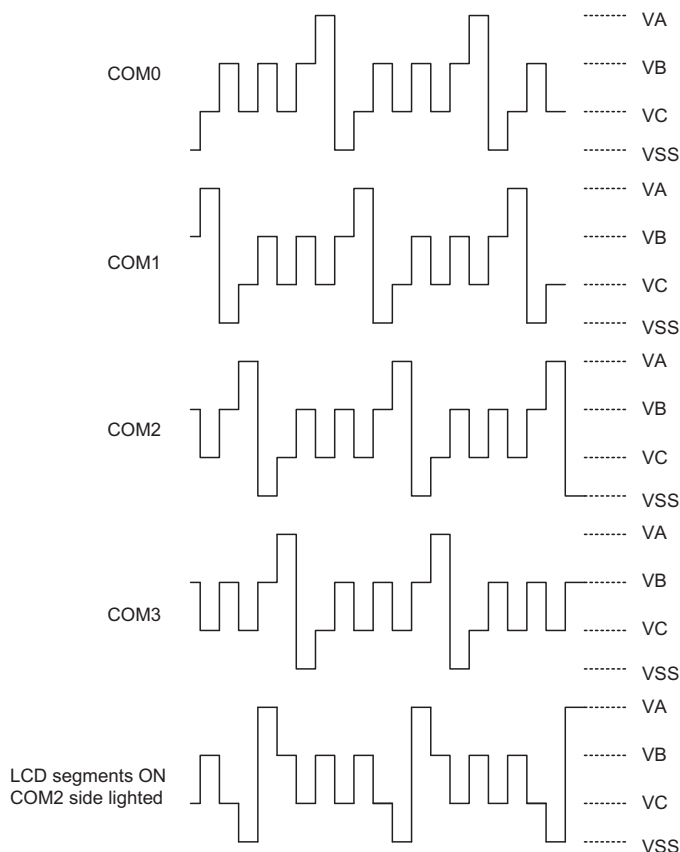 VA
COM0
VB
VC
VSS
VA
VB
COM1
VC
VSS
VA
VB
COM2
VC
VSS
VA
VB
COM3
VC
VSS
VA
VB
LCD segments ON
COM2 side lighted
VC
VSS